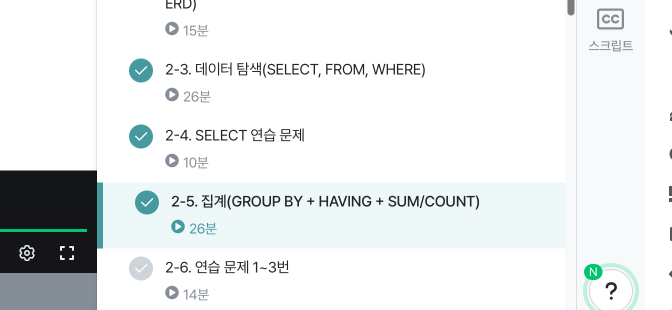 ERD)
15분
2-3. 데이터 탐색(SELECT, FROM, WHERE)
26분
2-4. SELECT 연습 문제
10분
2-5. 집계(GROUP BY + HAVING + SUM/COUNT)
26분
2-6. 연습 문제 1~3번
14분
CC
스크립트
N
?